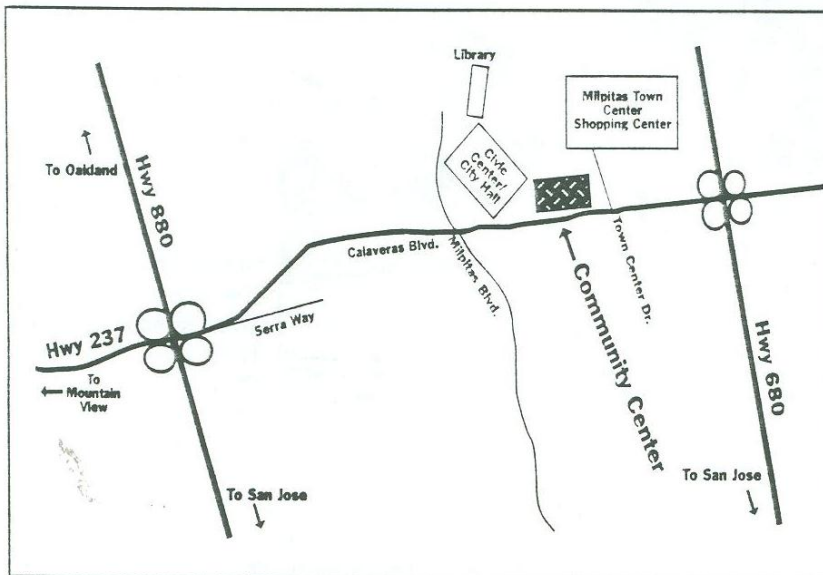 Library
Milpitas Town
Center
Shopping Center
To Oakland
Hwy 880
Civic
Center/
City Hall
Calaveras Blvd.
Milpitas Blvd.
Town Center Dr.
Serra Way
Hwy 237
To
Mountain
View
Community Center
Hwy 680
To San Jose
To San Jose